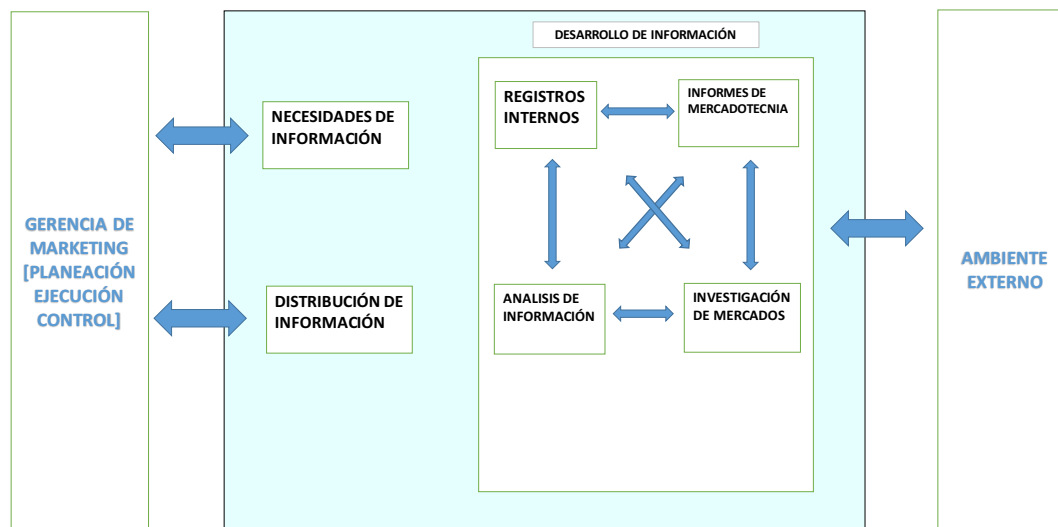 DESARROLLO DE INFORMACIÓN
REGISTROS
INTERNOS
INFORMES DE
MERCADOTECNIA
NECESIDADES DE
INFORMACIÓN
GERENCIA DE
MARKETING
[PLANEACIÓN
EJECUCIÓN
CONTROL]
AMBIENTE
EXTERNO
DISTRIBUCIÓN DE
INFORMACIÓN
ANALISIS DE
INFORMACIÓN
INVESTIGACIÓN
DE MERCADOS